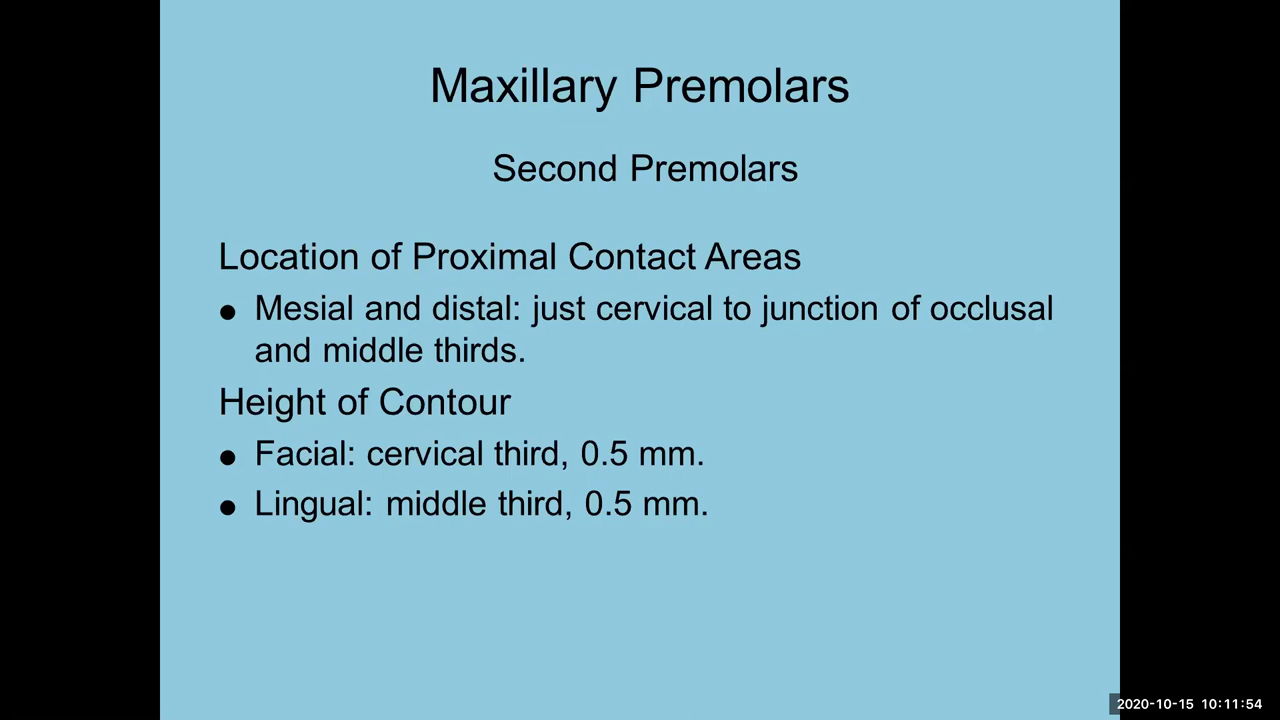 Maxillary Premolars
Second Premolars
Location of Proximal Contact Areas
● Mesial and distal: just cervical to junction of occlusal
and middle thirds.
Height of Contour
● Facial: cervical third, 0.5 mm.
● Lingual: middle third, 0.5 mm.
2020-10-15 10:11:54